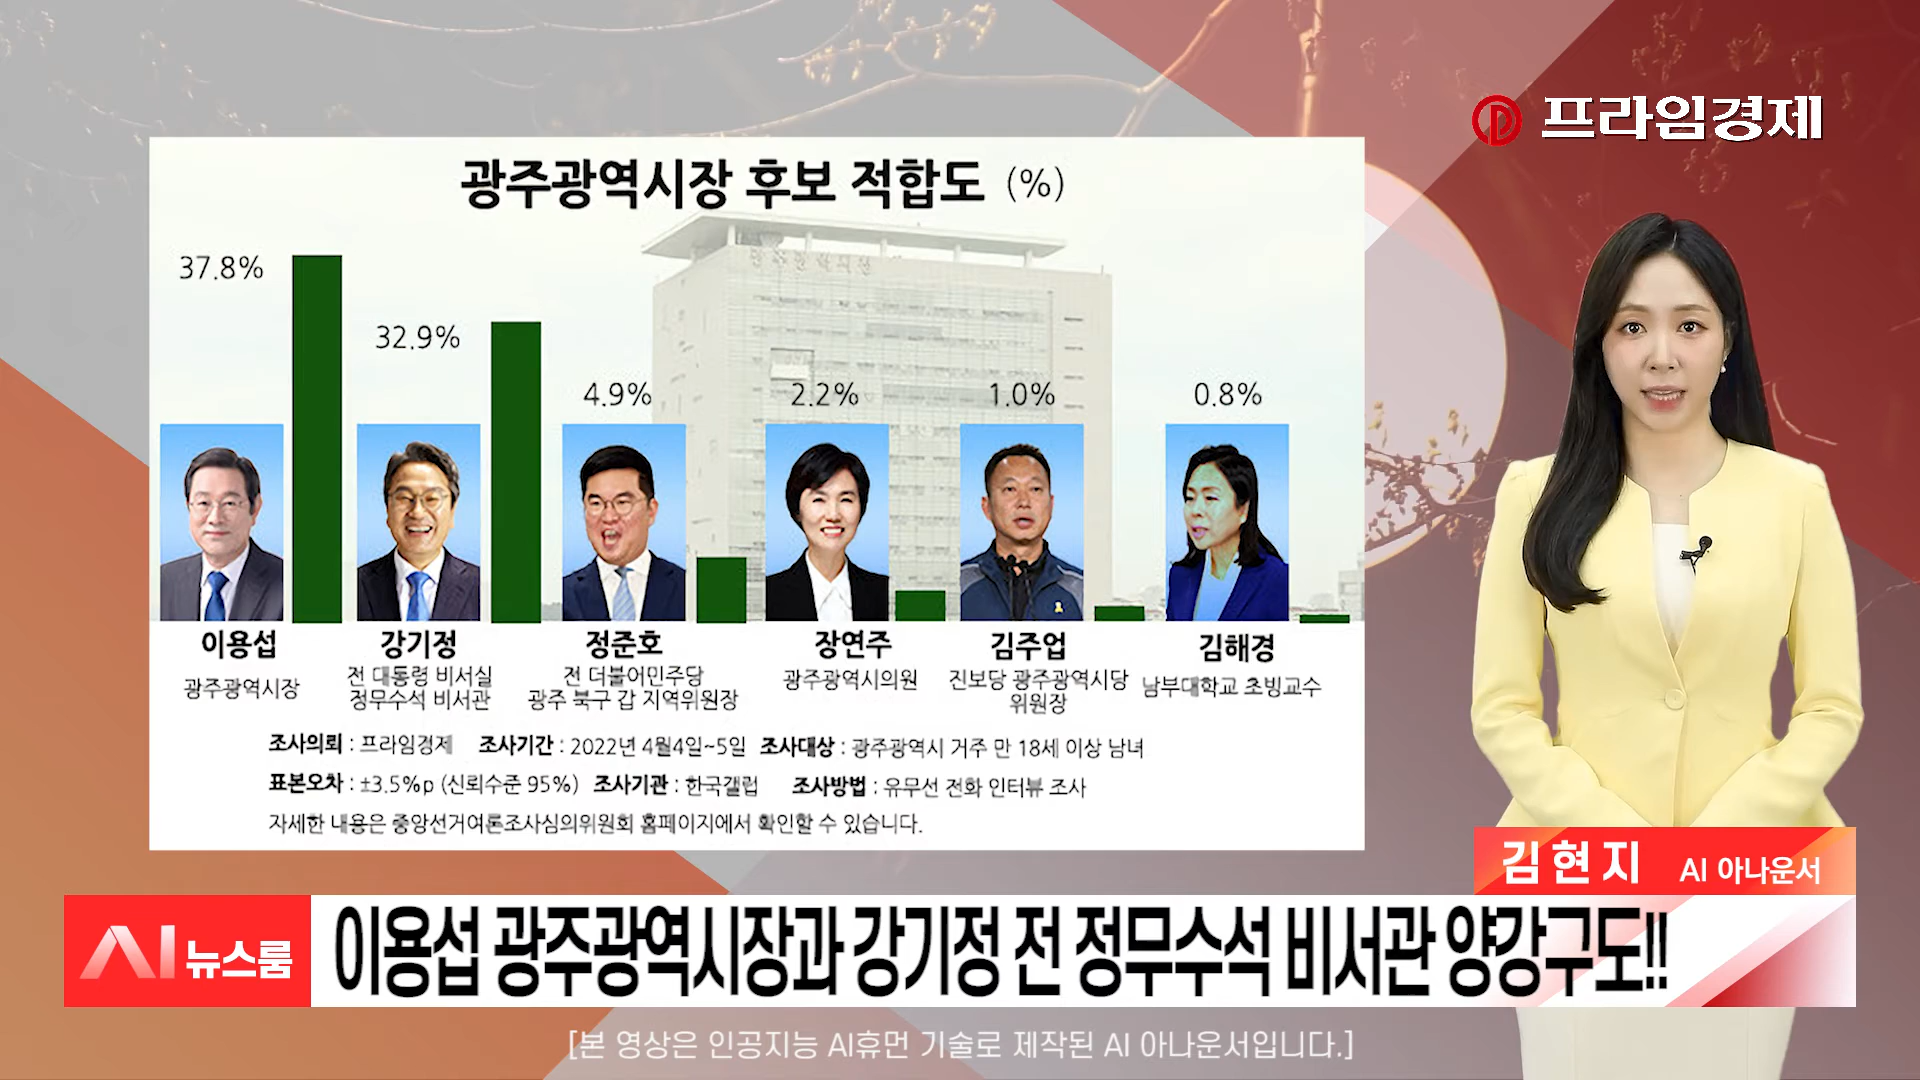 프라임경제
광주광역시장 후보 적합도 (%)
37.8%
32.9%
4.9%
2.2%
1.0%
0.8%
이용섭
광주광역시장
강기정
전 대통령 비서실
정무수석 비서관
정준호
전 더불어민주당
광주 북구 갑 지역위원장
장연주
광주광역시의원
김주업
진보당 광주광역시당
위원장
김해경
남부대학교 초빙교수
조사의뢰 : 프라임경제 조사기간 : 2022년 4월4일~5일 조사대상 : 광주광역시 거주 만 18세 이상 남녀
표본오차 : ±3.5%p (신뢰수준 95%) 조사기관 : 한국갤럽 조사방법 : 유무선 전화 인터뷰 조사
자세한 내용은 중앙선거여론조사심의위원회 홈페이지에서 확인할 수 있습니다.
김현지 AI 아나운서
AI 뉴스룸
이용섭 광주광역시장과 강기정 전 정무수석 비서관 양강구도!!
[본 영상은 인공지능 AI휴먼 기술로 제작된 AI 아나운서입니다.]